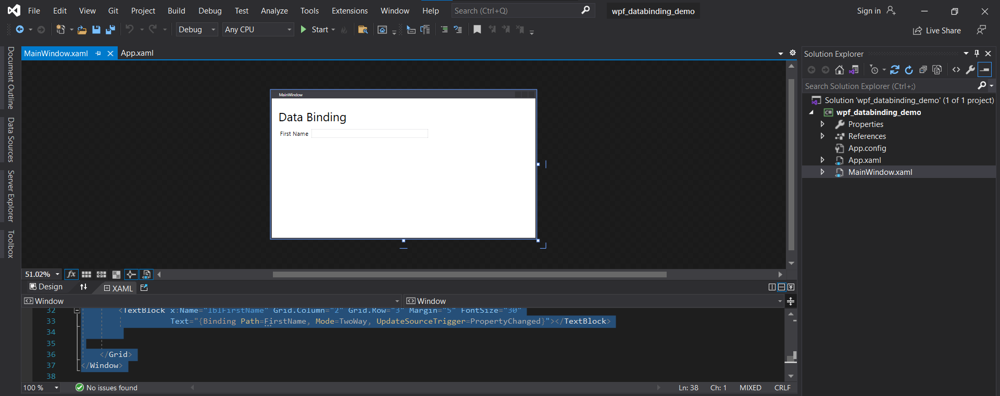 File Edit View Git Project Build Debug Test Analyze Tools Extensions Window Help Search (Ctrl+Q) wpf_databinding_demo Sign in
Debug Any CPU Start Live Share
MainWindow.xaml App.xaml
Document Outline
Data Sources
Server Explorer
Toolbox
MainWindow
Data Binding
First Name
51.02% fx
Design XAML
Window Window
32 <TextBlock x:Name="lblFirstName" Grid.Column="2" Grid.Row="3" Margin="5" FontSize="30"
33 Text="{Binding Path=FirstName, Mode=TwoWay, UpdateSourceTrigger=PropertyChanged}"></TextBlock>
34
35
36 </Grid>
37 </Window>
38
100 % No issues found Ln: 38 Ch: 1 MIXED CRLF
Solution Explorer
Search Solution Explorer (Ctrl+;)
Solution 'wpf_databinding_demo' (1 of 1 project)
C# wpf_databinding_demo
Properties
References
App.config
App.xaml
MainWindow.xaml